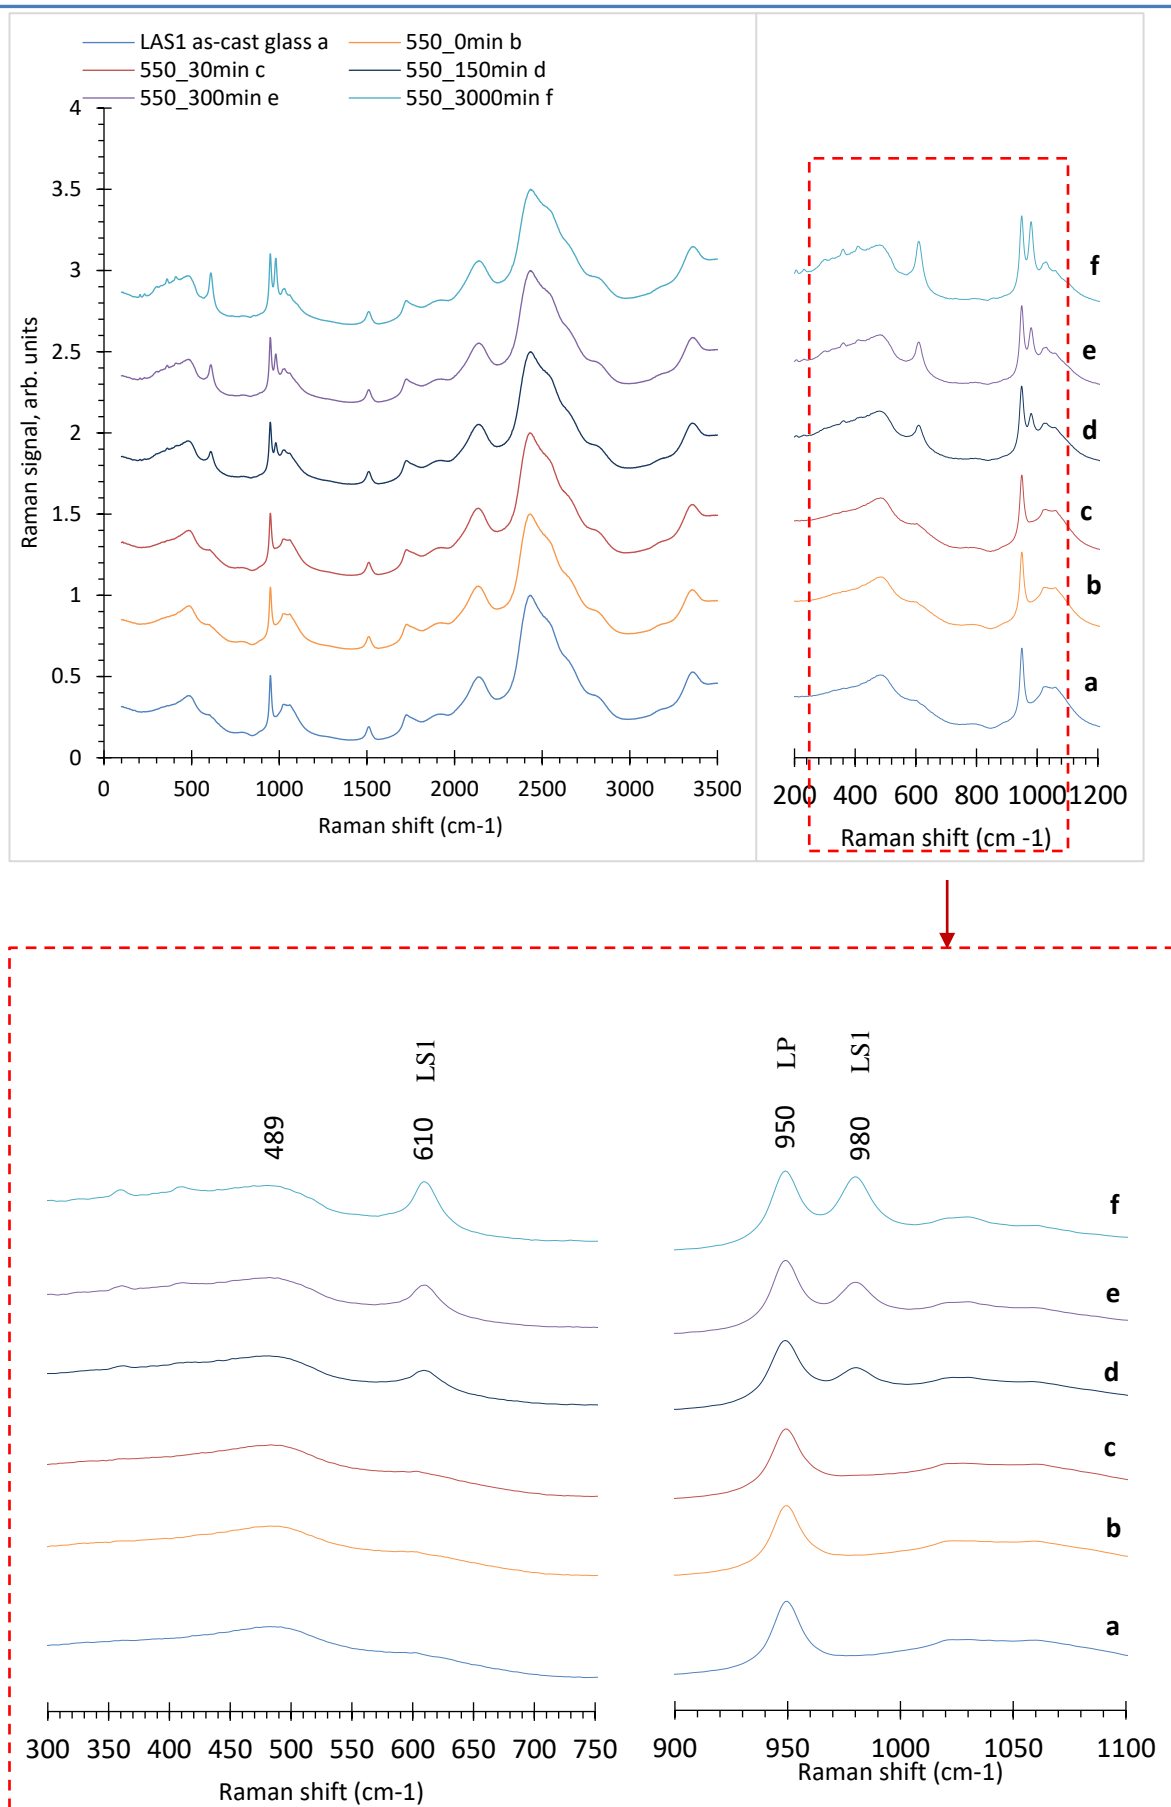 LAS1 as-cast glass a
550_0min b
550_30min c
550_150min d
550_300min e
550_3000min f
4
3.5
3
2.5
2
1.5
1
0.5
0
Raman signal, arb. units
0 500 1000 1500 2000 2500 3000 3500
Raman shift (cm-1)
f
e
d
c
b
a
200 400 600 800 1000 1200
Raman shift (cm -1)
489
610 LS1
950 LP
980 LS1
f
e
d
c
b
a
300 350 400 450 500 550 600 650 700 750
Raman shift (cm-1)
900 950 1000 1050 1100
Raman shift (cm-1)